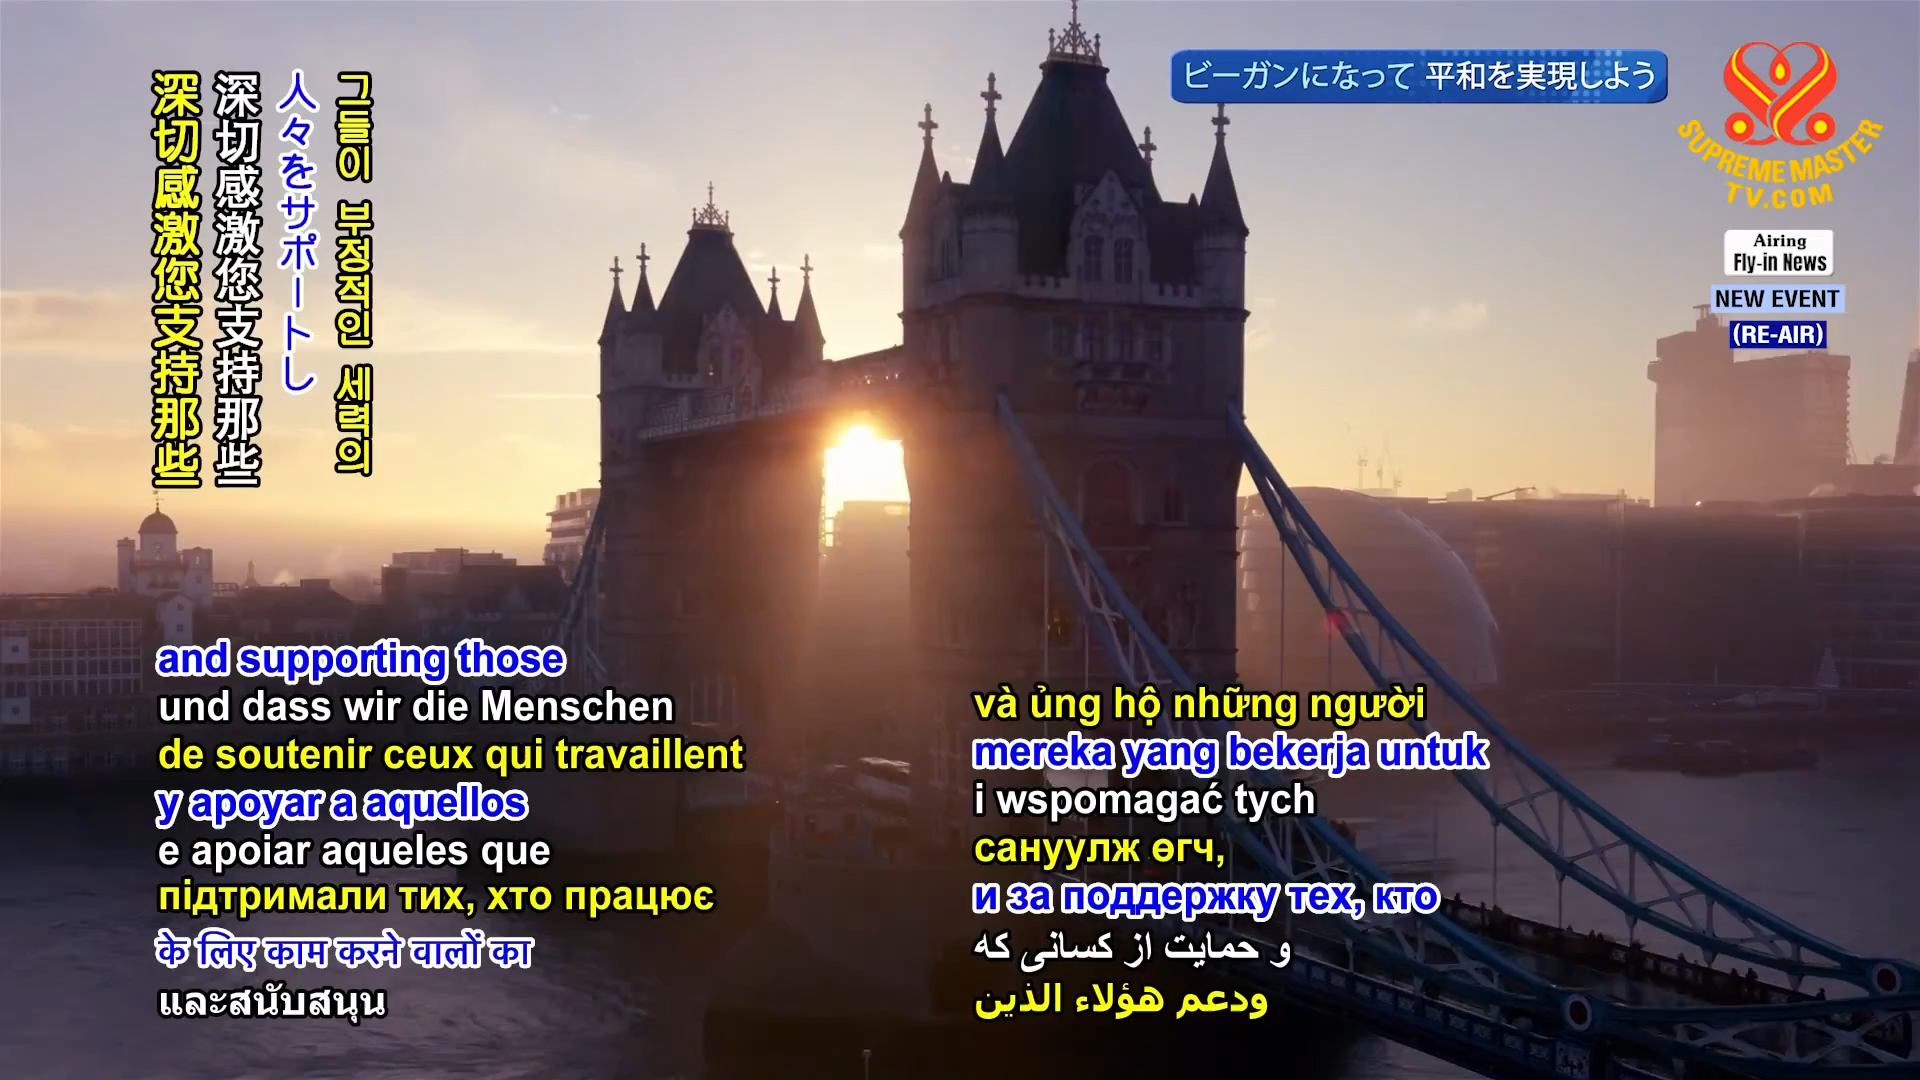 深切感激您支持那些
深切感激您支持那些
人々をサポートし
그들이 부정적인 세력의
ビーガンになって 平和を実現しよう
SUPREME MASTER
TV.COM
Airing
Fly-in News
NEW EVENT
(RE-AIR)
and supporting those
und dass wir die Menschen
de soutenir ceux qui travaillent
y apoyar a aquellos
e apoiar aqueles que
підтримали тих, хто працює
के लिए काम करने वालों का
และสนับสนุน
và ủng hộ những người
mereka yang bekerja untuk
i wspomagać tych
сануулж өгч,
и за поддержку тех, кто
و حمایت از کسانی که
ودعم هؤلاء الذين